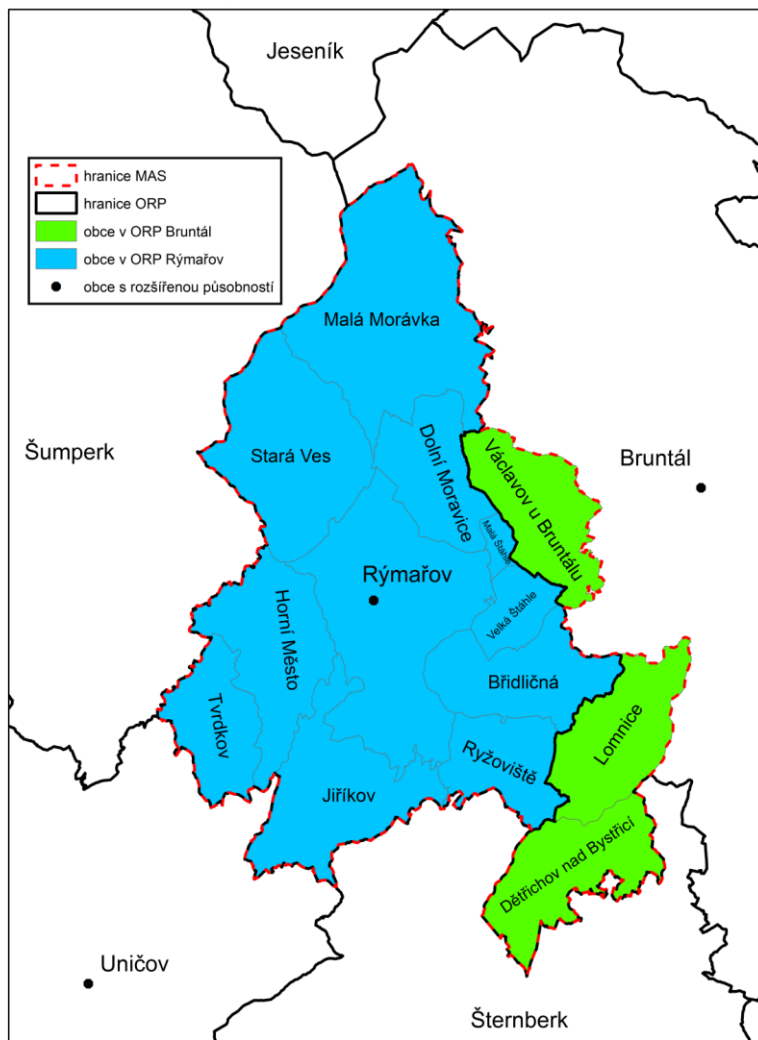 Jeseník
hranice MAS
hranice ORP
obce v ORP Bruntál
obce v ORP Rýmařov
obce s rozšířenou působností
Malá Morávka
Šumperk
Stará Ves
Dolní Moravice
Václavov u Bruntálu
Bruntál
Malá Štáhle
Rýmařov
Velká Štáhle
Horní Město
Břidličná
Tvrdkov
Lomnice
Ryžoviště
Jiříkov
Dětřichov nad Bystřicí
Uničov
Šternberk